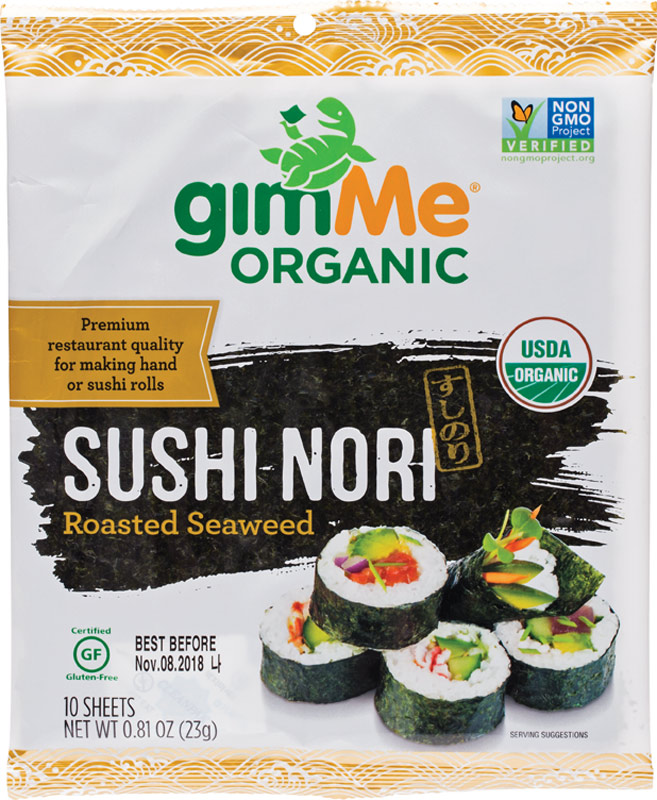 NON
GMO
Project
VERIFIED
nongmoproject.org
gimMe®
ORGANIC
Premium
restaurant quality
for making hand
or sushi rolls
USDA
ORGANIC
すしのり
SUSHI NORI
Roasted Seaweed
Certified
GF
Gluten-Free
BEST BEFORE
Nov.08.2018 나
10 SHEETS
NET WT 0.81 OZ (23g)
SERVING SUGGESTIONS